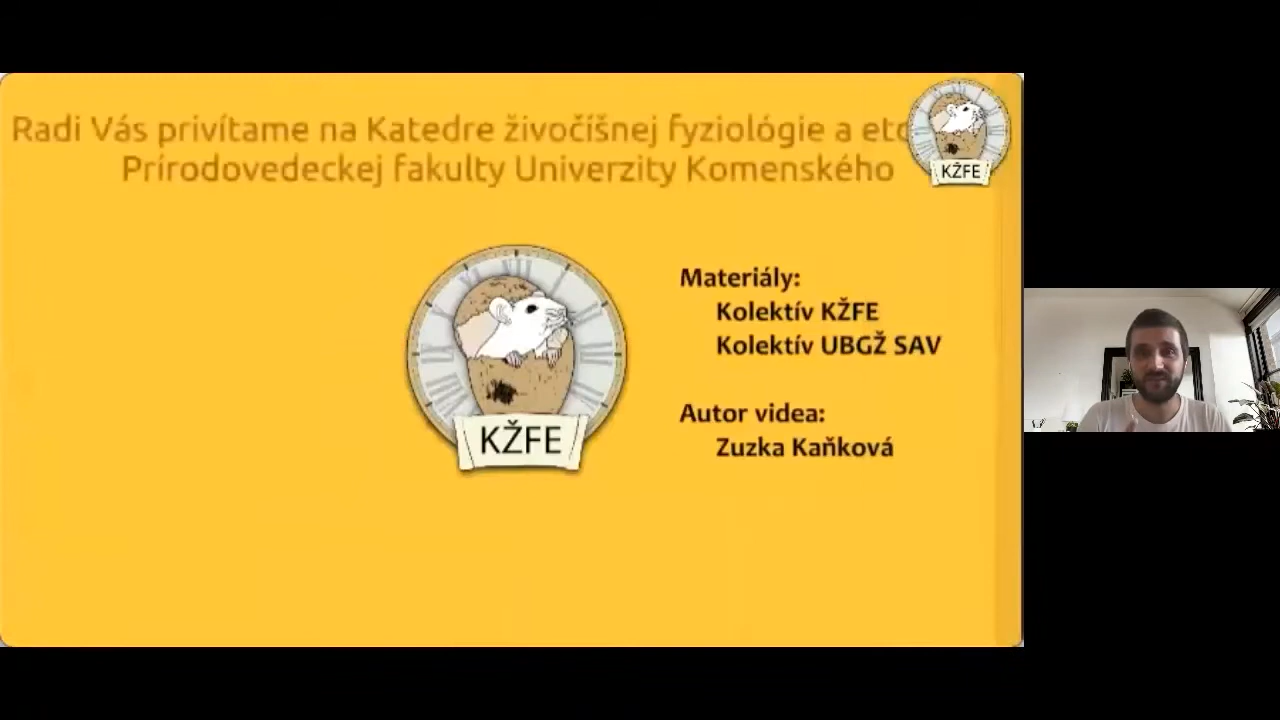 Radi Vás privítame na Katedre živočíšnej fyziológie a
Prírodovedeckej fakulty Univerzity Komenského
KŽFE
KŽFE
Materiály:
Kolektív KŽFE
Kolektív UBGŽ SAV
Autor videa:
Zuzka Kaňková